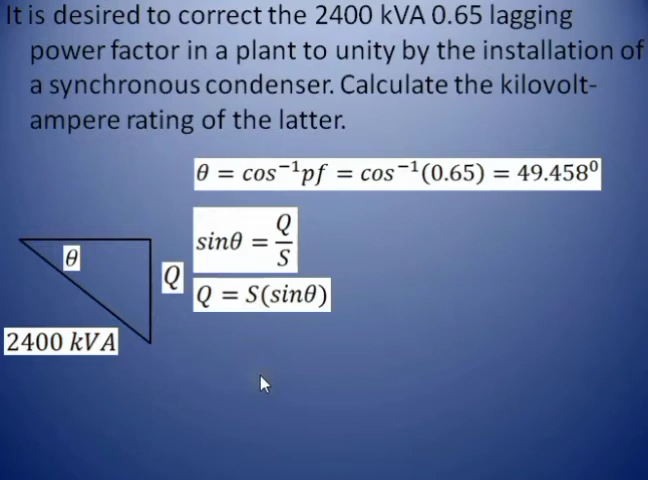 It is desired to correct the 2400 kVA 0.65 lagging
power factor in a plant to unity by the installation of
a synchronous condenser. Calculate the kilovolt-
ampere rating of the latter.
θ = cos⁻¹pf = cos⁻¹(0.65) = 49.458⁰
sinθ = Q/S
θ
Q
Q = S(sinθ)
2400 kVA